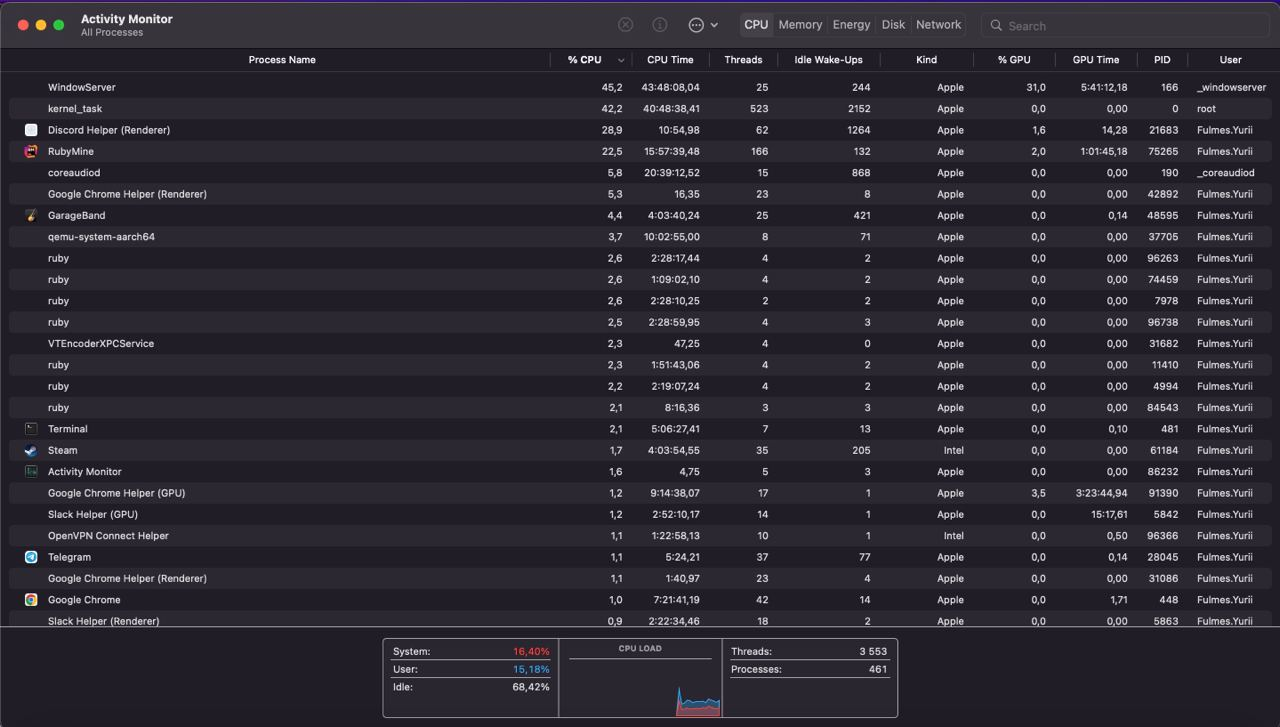 Activity Monitor
All Processes
CPU Memory Energy Disk Network Search
Process Name % CPU CPU Time Threads Idle Wake-Ups Kind % GPU GPU Time PID User
WindowServer 45,2 43:48:08,04 25 244 Apple 31,0 5:41:12,18 166 _windowserver
kernel_task 42,2 40:48:38,41 523 2152 Apple 0,0 0,00 0 root
Discord Helper (Renderer) 28,9 10:54,98 62 1264 Apple 1,6 14,28 21683 Fulmes.Yurii
RubyMine 22,5 15:57:39,48 166 132 Apple 2,0 1:01:45,18 75265 Fulmes.Yurii
coreaudiod 5,8 20:39:12,52 15 868 Apple 0,0 0,00 190 _coreaudiod
Google Chrome Helper (Renderer) 5,3 16,35 23 8 Apple 0,0 0,00 42892 Fulmes.Yurii
GarageBand 4,4 4:03:40,24 25 421 Apple 0,0 0,14 48595 Fulmes.Yurii
qemu-system-aarch64 3,7 10:02:55,00 8 71 Apple 0,0 0,00 37705 Fulmes.Yurii
ruby 2,6 2:28:17,44 4 2 Apple 0,0 0,00 96263 Fulmes.Yurii
ruby 2,6 1:09:02,10 4 2 Apple 0,0 0,00 74459 Fulmes.Yurii
ruby 2,6 2:28:10,25 2 2 Apple 0,0 0,00 7978 Fulmes.Yurii
ruby 2,5 2:28:59,95 4 3 Apple 0,0 0,00 96738 Fulmes.Yurii
VTEncoderXPCService 2,3 47,25 4 0 Apple 0,0 0,00 31682 Fulmes.Yurii
ruby 2,3 1:51:43,06 4 2 Apple 0,0 0,00 11410 Fulmes.Yurii
ruby 2,2 2:19:07,24 4 2 Apple 0,0 0,00 4994 Fulmes.Yurii
ruby 2,1 8:16,36 3 3 Apple 0,0 0,00 84543 Fulmes.Yurii
Terminal 2,1 5:06:27,41 7 13 Apple 0,0 0,10 481 Fulmes.Yurii
Steam 1,7 4:03:54,55 35 205 Intel 0,0 0,00 61184 Fulmes.Yurii
Activity Monitor 1,6 4,75 5 3 Apple 0,0 0,00 86232 Fulmes.Yurii
Google Chrome Helper (GPU) 1,2 9:14:38,07 17 1 Apple 3,5 3:23:44,94 91390 Fulmes.Yurii
Slack Helper (GPU) 1,2 2:52:10,17 14 1 Apple 0,0 15:17,61 5842 Fulmes.Yurii
OpenVPN Connect Helper 1,1 1:22:58,13 10 1 Intel 0,0 0,50 96366 Fulmes.Yurii
Telegram 1,1 5:24,21 37 77 Apple 0,0 0,14 28045 Fulmes.Yurii
Google Chrome Helper (Renderer) 1,1 1:40,97 23 4 Apple 0,0 0,00 31086 Fulmes.Yurii
Google Chrome 1,0 7:21:41,19 42 14 Apple 0,0 1,71 448 Fulmes.Yurii
Slack Helper (Renderer) 0,9 2:22:34,46 18 2 Apple 0,0 0,00 5863 Fulmes.Yurii
System: 16,40% CPU LOAD Threads: 3 553
User: 15,18% Processes: 461
Idle: 68,42%